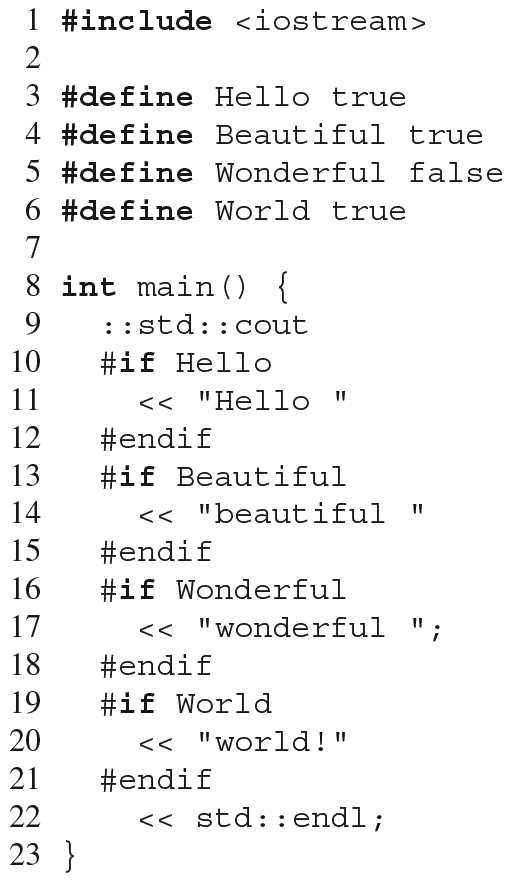 1 #include <iostream>
2
3 #define Hello true
4 #define Beautiful true
5 #define Wonderful false
6 #define World true
7
8 int main() {
9   ::std::cout
10   #if Hello
11     << "Hello "
12   #endif
13   #if Beautiful
14     << "beautiful "
15   #endif
16   #if Wonderful
17     << "wonderful ";
18   #endif
19   #if World
20     << "world!"
21   #endif
22     << std::endl;
23 }